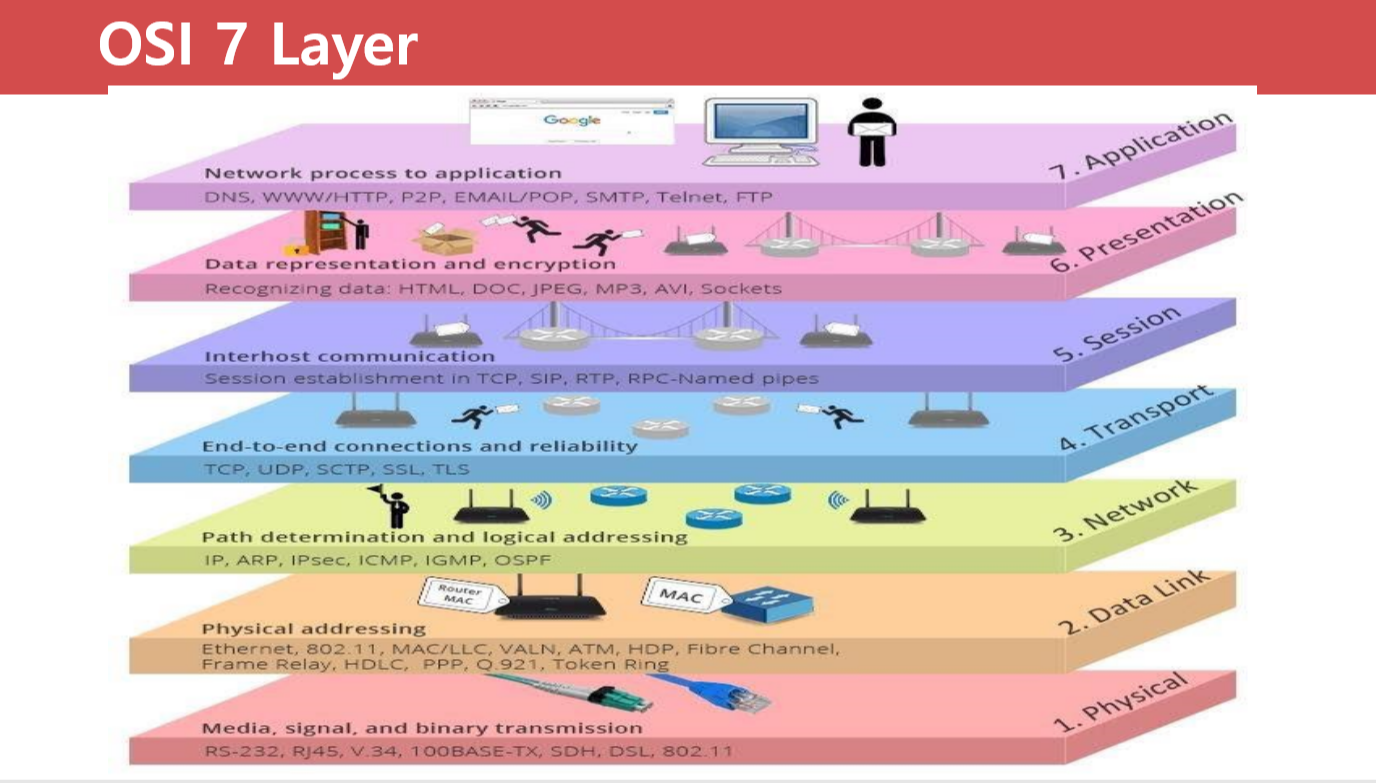 OSI 7 Layer
Google
7. Application
Network process to application
DNS, WWW/HTTP, P2P, EMAIL/POP, SMTP, Telnet, FTP
6. Presentation
Data representation and encryption
Recognizing data: HTML, DOC, JPEG, MP3, AVI, Sockets
5. Session
Interhost communication
Session establishment in TCP, SIP, RTP, RPC-Named pipes
4. Transport
End-to-end connections and reliability
TCP, UDP, SCTP, SSL, TLS
3. Network
Path determination and logical addressing
IP, ARP, IPsec, ICMP, IGMP, OSPF
2. Data Link
Router
MAC
MAC
Physical addressing
Ethernet, 802.11, MAC/LLC, VALN, ATM, HDP, Fibre Channel,
Frame Relay, HDLC, PPP, Q.921, Token Ring
1. Physical
Media, signal, and binary transmission
RS-232, RJ45, V.34, 100BASE-TX, SDH, DSL, 802.11